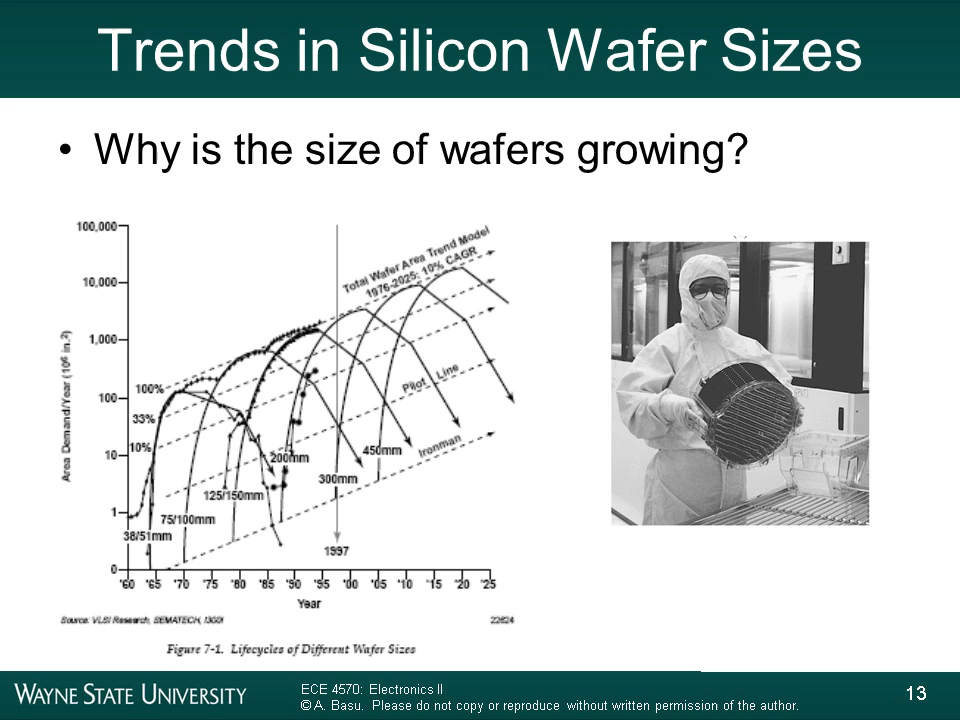 Trends in Silicon Wafer Sizes
• Why is the size of wafers growing?
100,000
10,000
1,000
100
10
1
0
Area Demand/Year (10⁶ in.²)
Total Wafer Area Trend Model
1976-2025: 10% CAGR
100%
33%
10%
Pilot Line
Ironman
38/51mm
75/100mm
125/150mm
200mm
300mm
450mm
1997
'60 '65 '70 '75 '80 '85 '90 '95 '00 '05 '10 '15 '20 '25
Year
Source: VLSI Research, SEMATECH, I300I
22624
Figure 7-1. Lifecycles of Different Wafer Sizes
WAYNE STATE UNIVERSITY
ECE 4570: Electronics II
© A. Basu. Please do not copy or reproduce without written permission of the author.
13